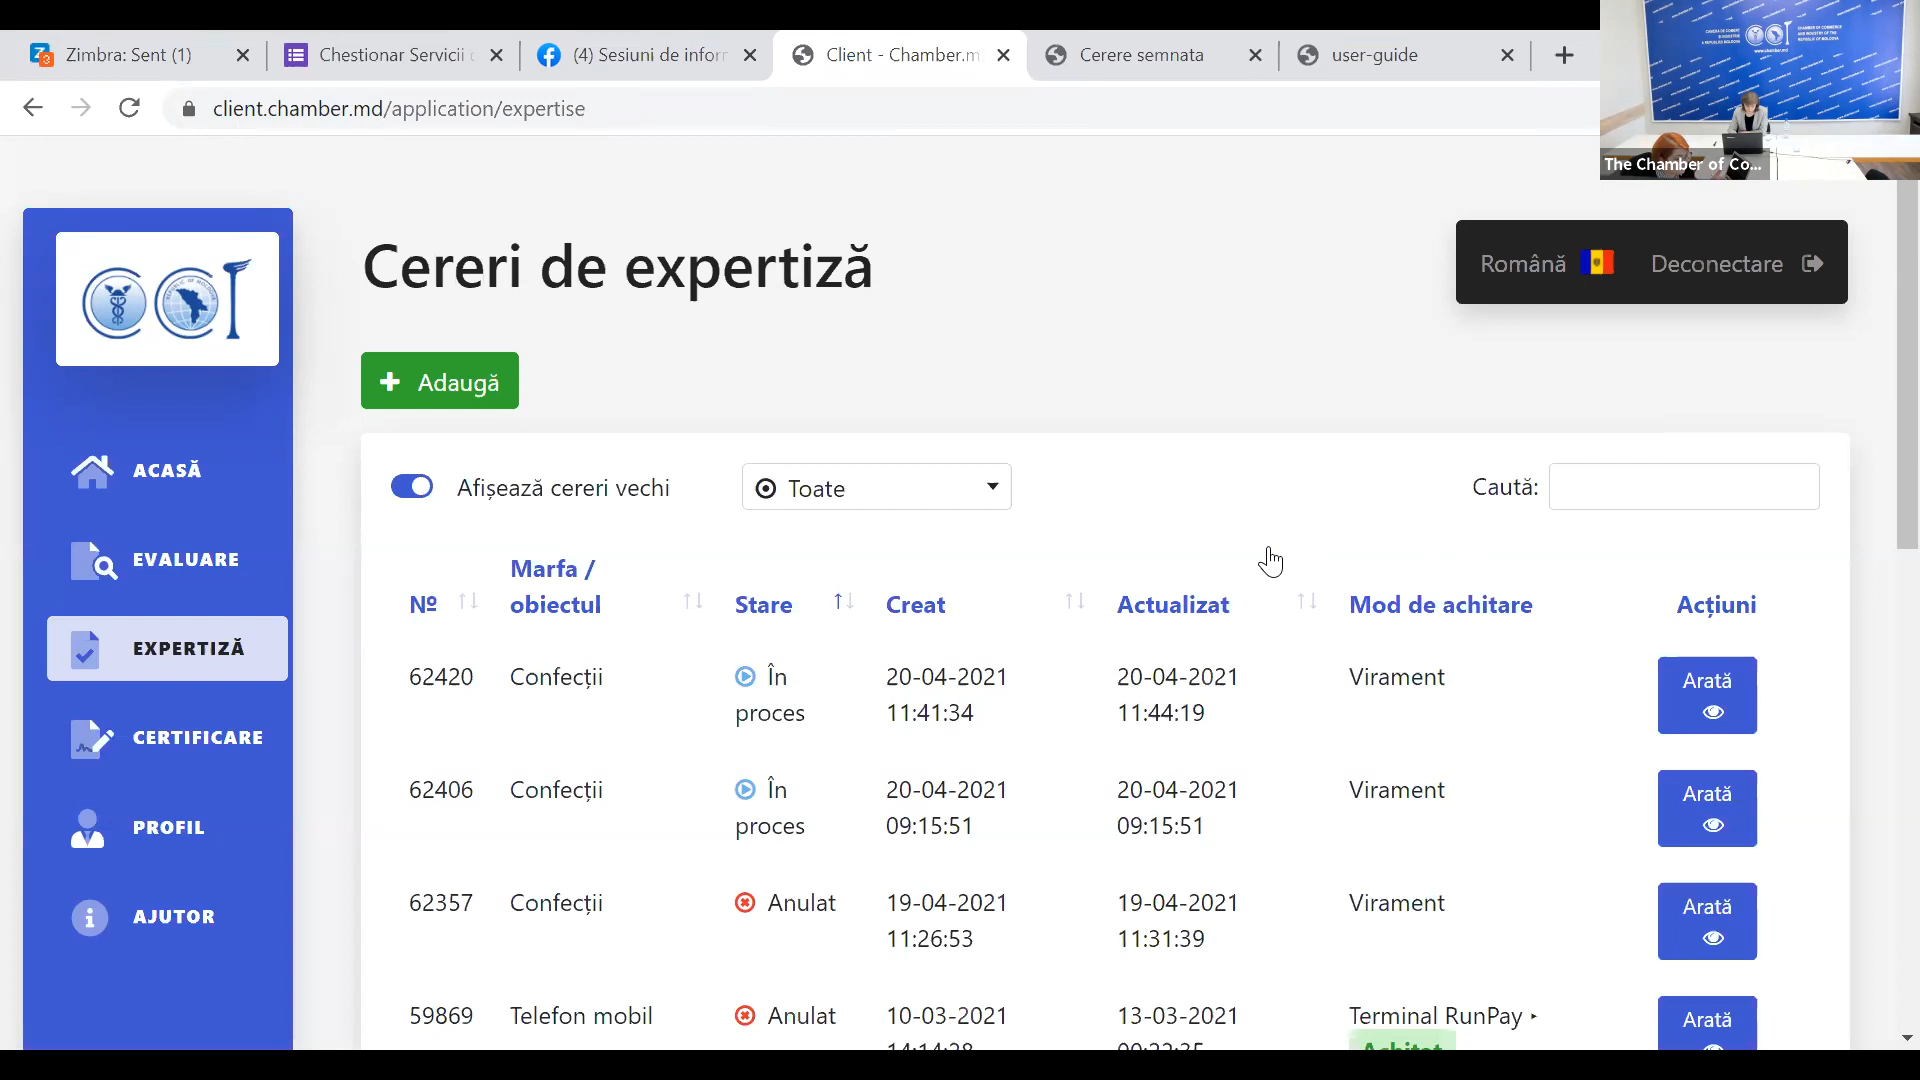 Zimbra: Sent (1)
Chestionar Servicii
(4) Sesiuni de inform
Client - Chamber.m
Cerere semnata
user-guide
client.chamber.md/application/expertise
www.chamber.md
The Chamber of Co...
Cereri de expertiză
Română
Deconectare
Adaugă
Afișează cereri vechi
Toate
Caută:
ACASĂ
EVALUARE
EXPERTIZĂ
CERTIFICARE
PROFIL
AJUTOR
Nº Marfa / obiectul Stare Creat Actualizat Mod de achitare Acțiuni
62420 Confecții În proces 20-04-2021 11:41:34 20-04-2021 11:44:19 Virament Arată
62406 Confecții În proces 20-04-2021 09:15:51 20-04-2021 09:15:51 Virament Arată
62357 Confecții Anulat 19-04-2021 11:26:53 19-04-2021 11:31:39 Virament Arată
59869 Telefon mobil Anulat 10-03-2021 13-03-2021 Terminal RunPay Arată